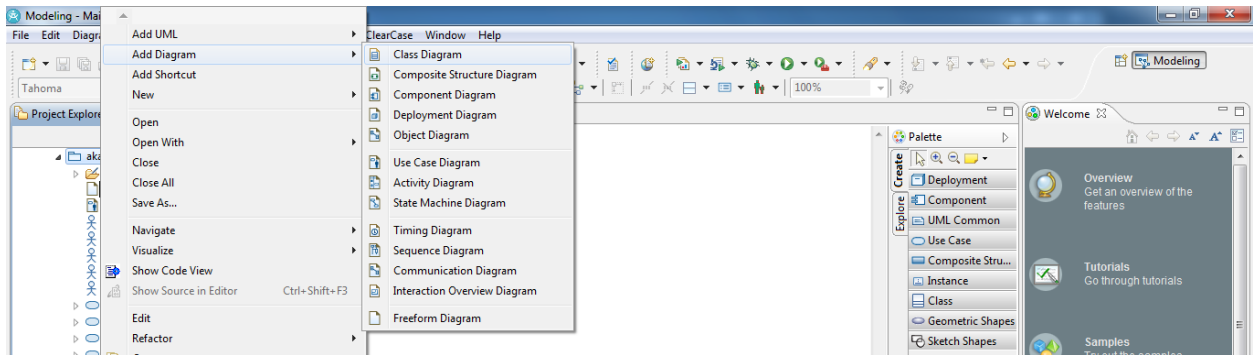 Modeling - Mai
File Edit Diagr
ClearCase Window Help
Tahoma
100%
Modeling
Project Explore
aka
Add UML
Add Diagram
Add Shortcut
New
Open
Open With
Close
Close All
Save As...
Navigate
Visualize
Show Code View
Show Source in Editor Ctrl+Shift+F3
Edit
Refactor
Class Diagram
Composite Structure Diagram
Component Diagram
Deployment Diagram
Object Diagram
Use Case Diagram
Activity Diagram
State Machine Diagram
Timing Diagram
Sequence Diagram
Communication Diagram
Interaction Overview Diagram
Freeform Diagram
Palette
Create
Explore
Deployment
Component
UML Common
Use Case
Composite Stru...
Instance
Class
Geometric Shapes
Sketch Shapes
Welcome
Overview
Get an overview of the
features
Tutorials
Go through tutorials
Samples
Try out the samples